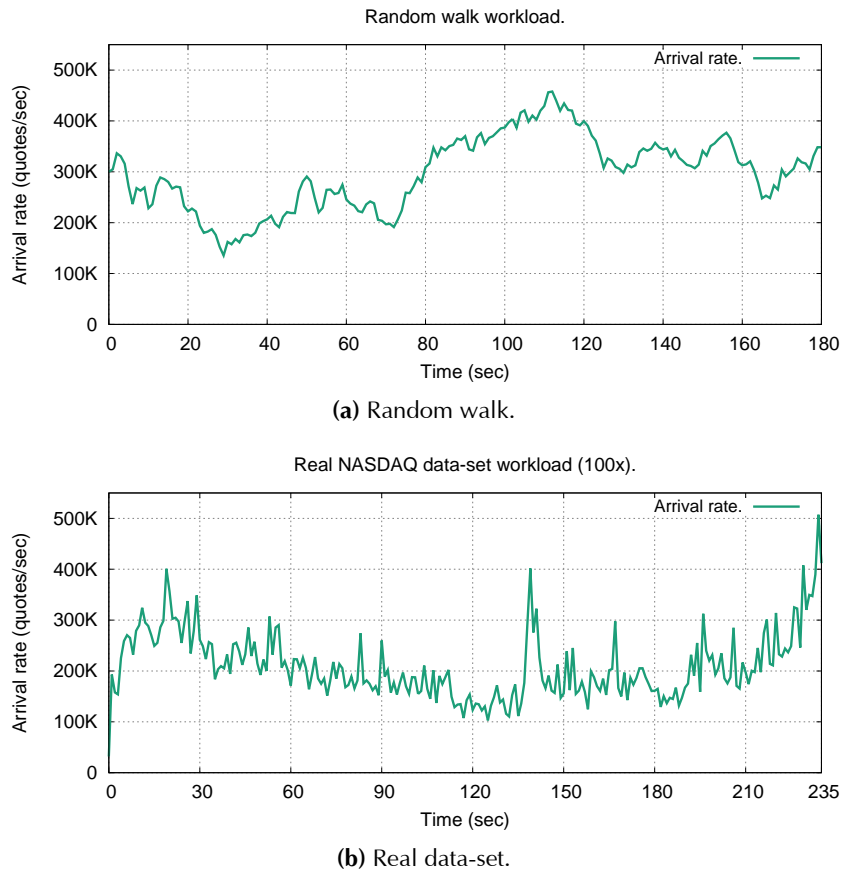 Random walk workload.
Arrival rate.
Arrival rate (quotes/sec)
500K
400K
300K
200K
100K
0
0 20 40 60 80 100 120 140 160 180
Time (sec)
(a) Random walk.
Real NASDAQ data-set workload (100x).
Arrival rate.
Arrival rate (quotes/sec)
500K
400K
300K
200K
100K
0
0 30 60 90 120 150 180 210 235
Time (sec)
(b) Real data-set.